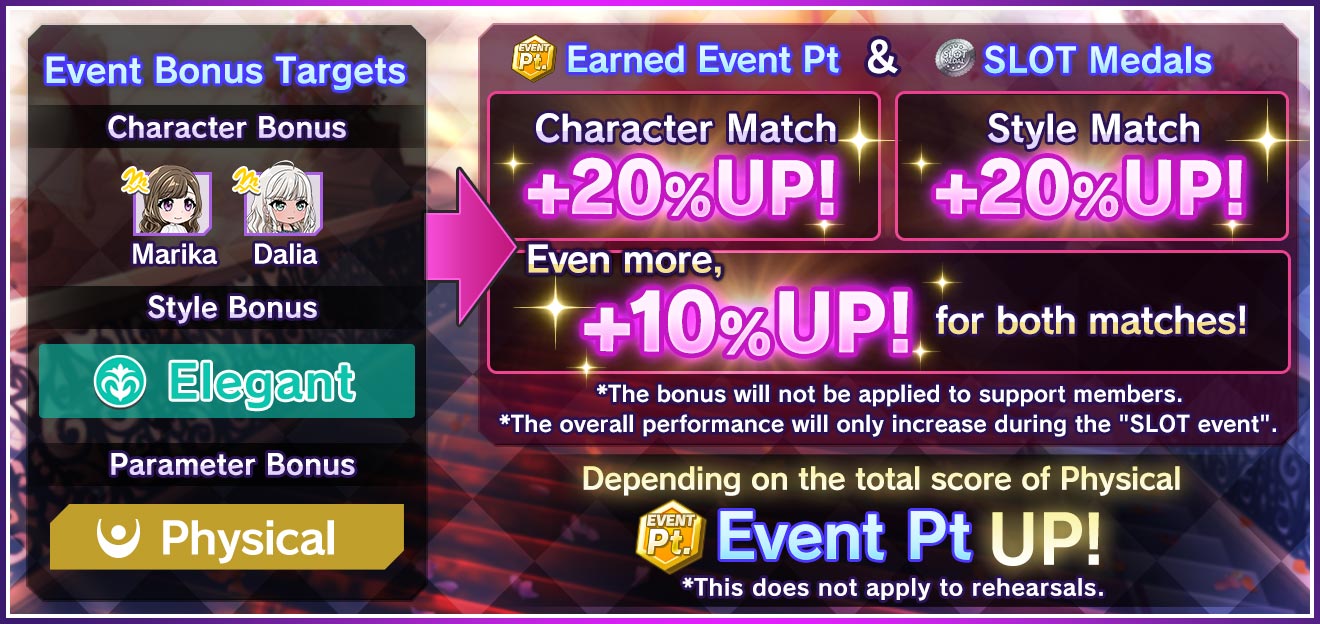 Event Bonus Targets
Character Bonus
Marika
Dalia
Style Bonus
Elegant
Parameter Bonus
Physical
EVENT
Pt.
Earned Event Pt & SLOT Medals
SLOT
MEDAL
Character Match
+20%UP!
Style Match
+20%UP!
Even more,
+10%UP! for both matches!
*The bonus will not be applied to support members.
*The overall performance will only increase during the "SLOT event".
Depending on the total score of Physical
EVENT
Pt.
Event Pt UP!
*This does not apply to rehearsals.